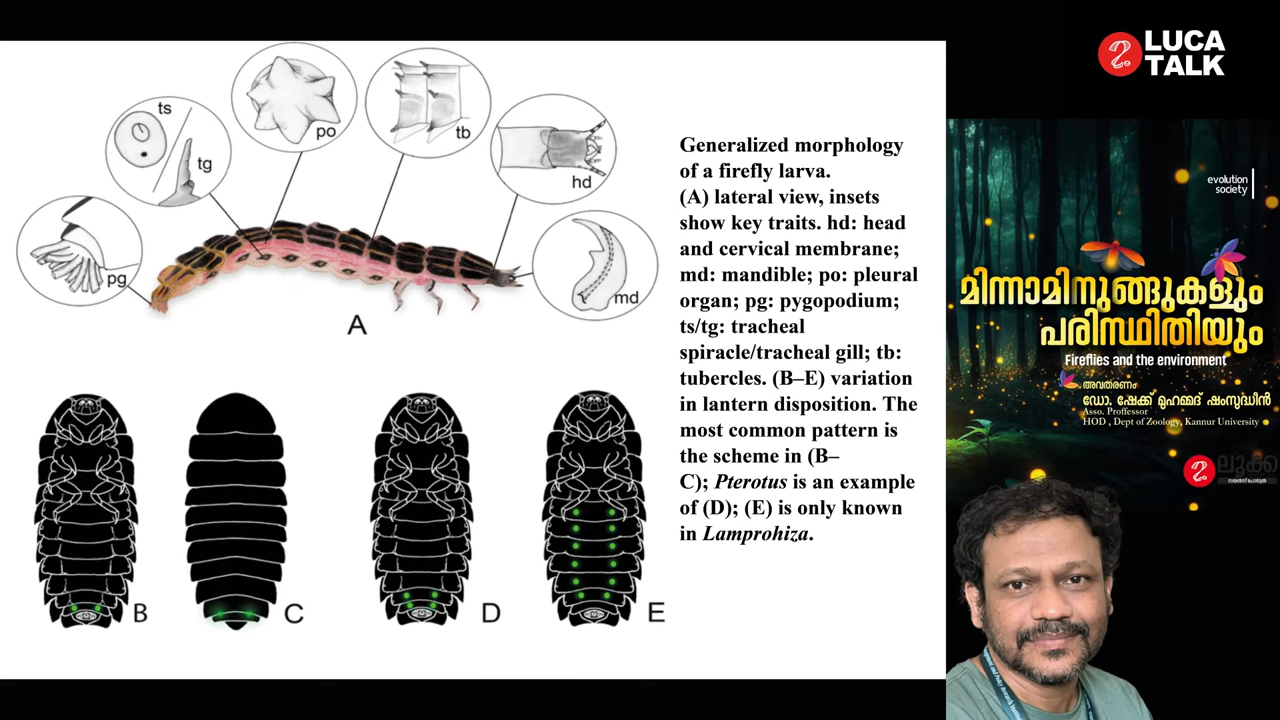 LUCA
TALK
ts
tg
po
tb
hd
pg
md
A
B
C
D
E
Generalized morphology
of a firefly larva.
(A) lateral view, insets
show key traits. hd: head
and cervical membrane;
md: mandible; po: pleural
organ; pg: pygopodium;
ts/tg: tracheal
spiracle/tracheal gill; tb:
tubercles. (B–E) variation
in lantern disposition. The
most common pattern is
the scheme in (B–
C); Pterotus is an example
of (D); (E) is only known
in Lamprohiza.
evolution
society
മിന്നാമിനുങ്ങുകളും
പരിസ്ഥിതിയും
Fireflies and the environment
അവതരണം
ഡോ. ഷേക്ക് മുഹമ്മദ് ഷംസുദ്ധീൻ
Asso. Proffessor
HOD , Dept of Zoology, Kannur University
ലൂക്ക